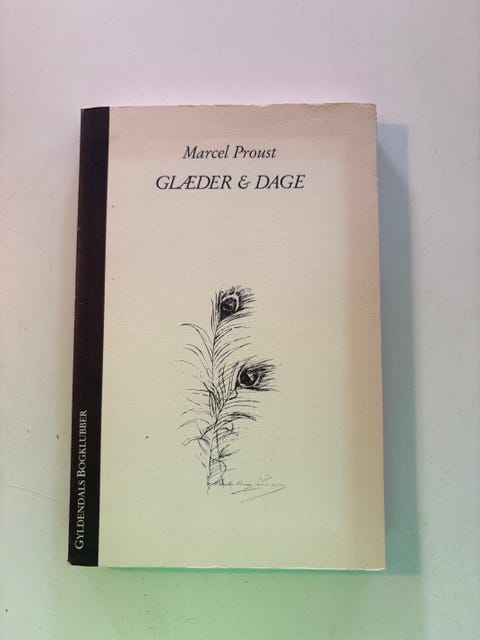 Marcel Proust
GLÆDER & DAGE
GYLDENDALS BOGKLUBBER